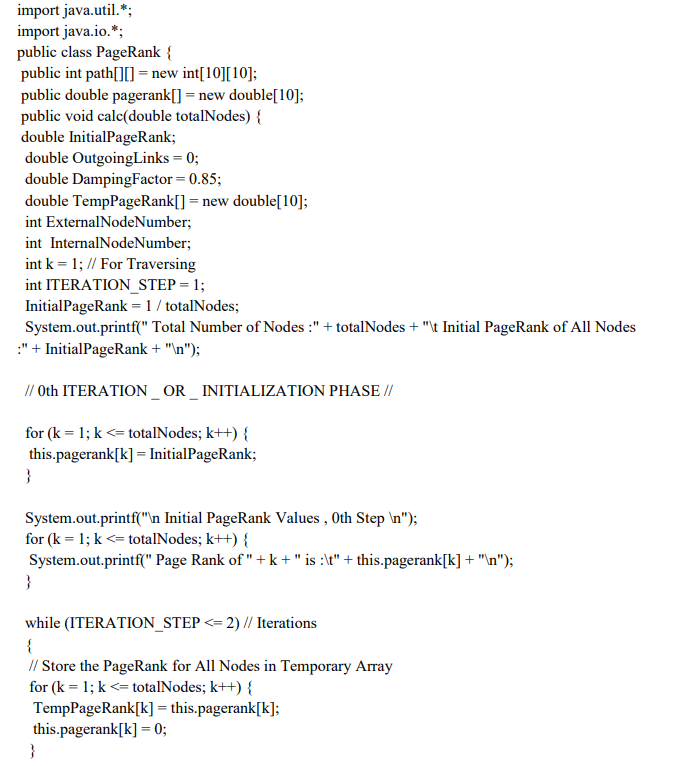 import java.util.*;
import java.io.*;
public class PageRank {
public int path[][] = new int[10][10];
public double pagerank[] = new double[10];
public void calc(double totalNodes) {
double InitialPageRank;
double OutgoingLinks = 0;
double DampingFactor = 0.85;
double TempPageRank[] = new double[10];
int ExternalNodeNumber;
int InternalNodeNumber;
int k = 1; // For Traversing
int ITERATION_STEP = 1;
InitialPageRank = 1 / totalNodes;
System.out.printf(" Total Number of Nodes :" + totalNodes + "\t Initial PageRank of All Nodes
:" + InitialPageRank + "\n");
// 0th ITERATION _ OR _ INITIALIZATION PHASE //
for (k = 1; k <= totalNodes; k++) {
this.pagerank[k] = InitialPageRank;
}
System.out.printf("\n Initial PageRank Values , 0th Step \n");
for (k = 1; k <= totalNodes; k++) {
System.out.printf(" Page Rank of " + k + " is :\t" + this.pagerank[k] + "\n");
}
while (ITERATION_STEP <= 2) // Iterations
{
// Store the PageRank for All Nodes in Temporary Array
for (k = 1; k <= totalNodes; k++) {
TempPageRank[k] = this.pagerank[k];
this.pagerank[k] = 0;
}